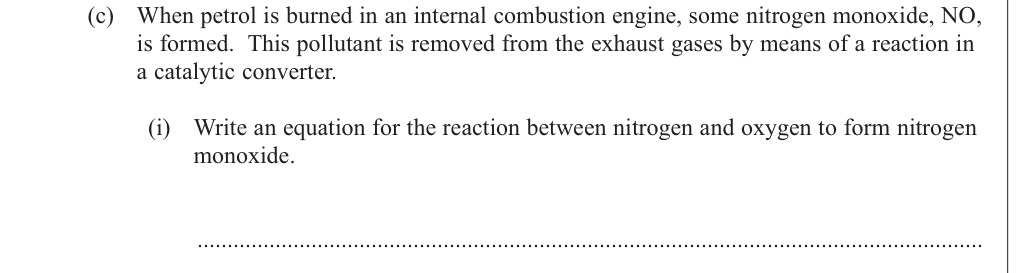 (c) When petrol is burned in an internal combustion engine, some nitrogen monoxide, NO,
is formed. This pollutant is removed from the exhaust gases by means of a reaction in
a catalytic converter.
(i) Write an equation for the reaction between nitrogen and oxygen to form nitrogen
monoxide.